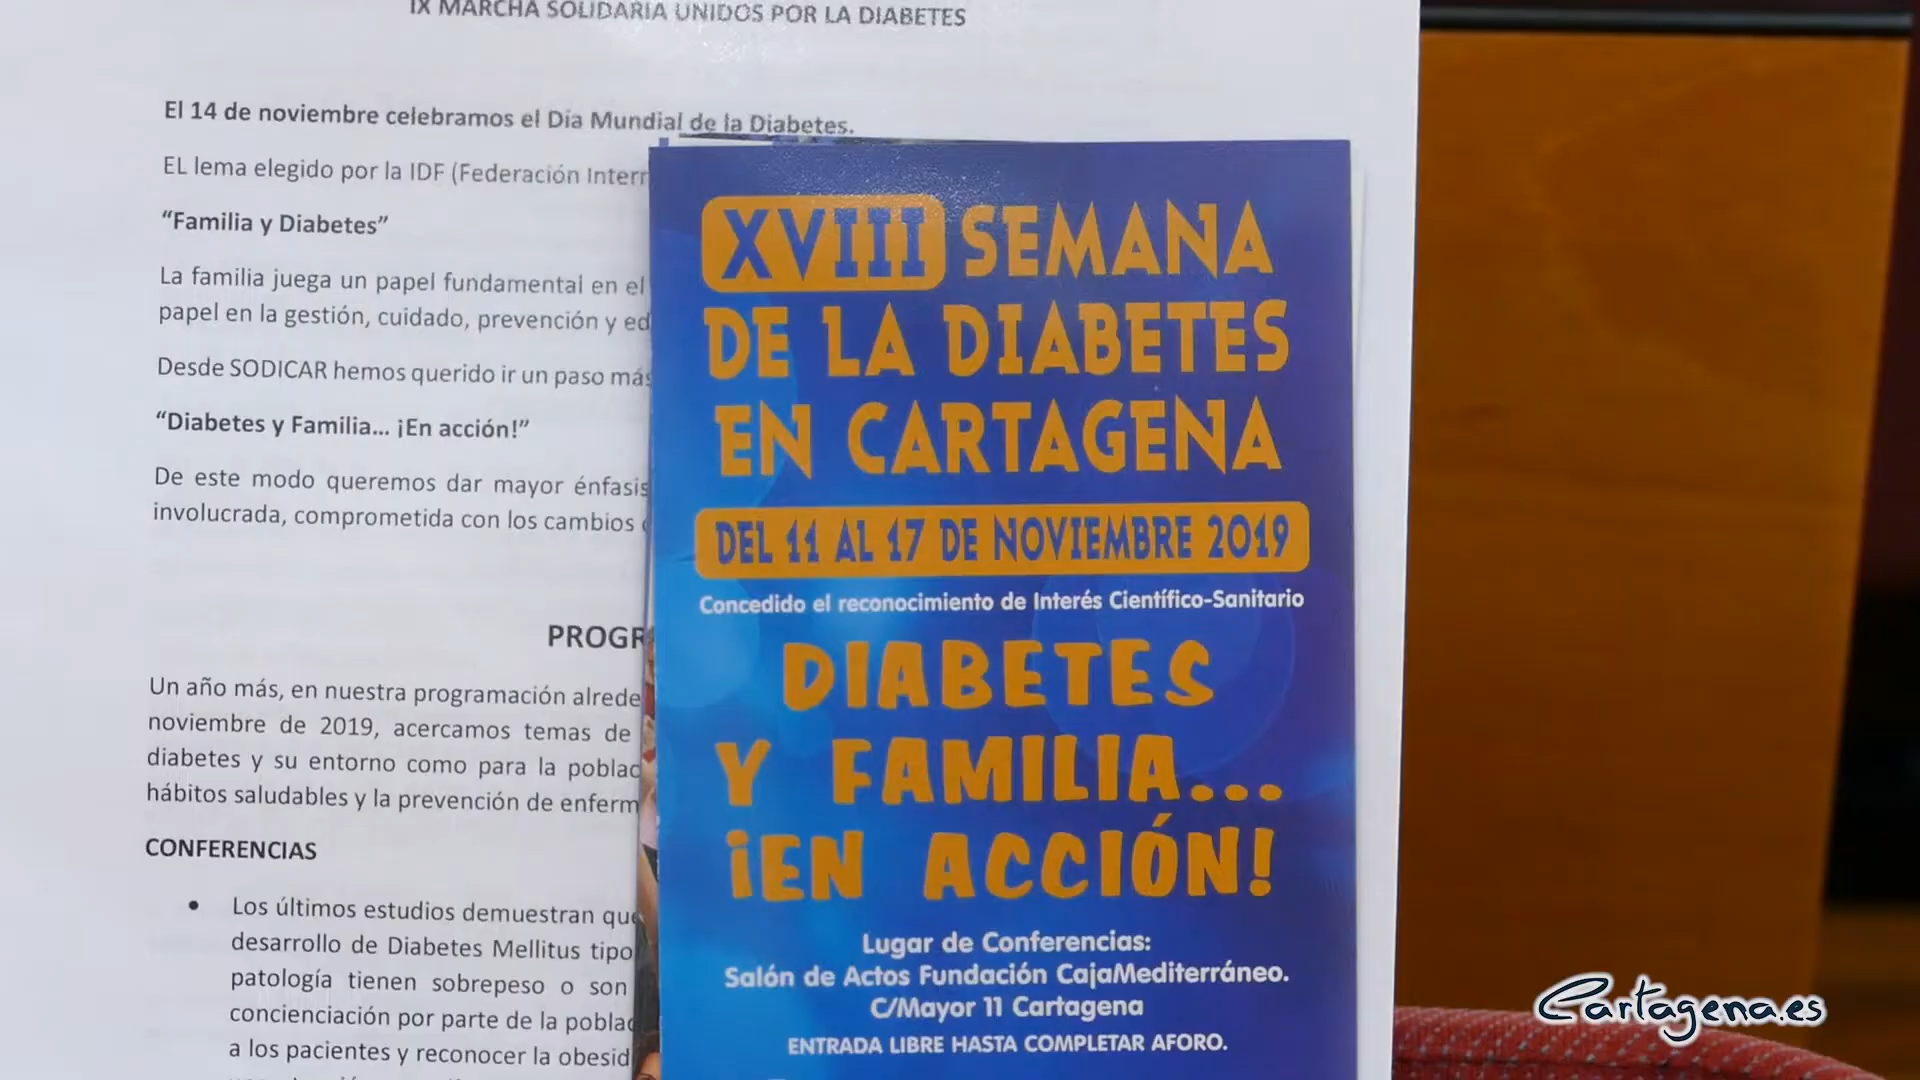 IX MARCHA SOLIDARIA UNIDOS POR LA DIABETES
El 14 de noviembre celebramos el Dia Mundial de la Diabetes.
EL lema elegido por la IDF (Federación Interr
“Familia y Diabetes”
La familia juega un papel fundamental en el
papel en la gestión, cuidado, prevención y ed
Desde SODICAR hemos querido ir un paso más
“Diabetes y Familia... ¡En acción!”
De este modo queremos dar mayor énfasis
involucrada, comprometida con los cambios
PROGR
Un año más, en nuestra programación alrede
noviembre de 2019, acercamos temas de
diabetes y su entorno como para la poblac
hábitos saludables y la prevención de enferm
CONFERENCIAS
• Los últimos estudios demuestran que
desarrollo de Diabetes Mellitus tipo
patología tienen sobrepeso o son
concienciación por parte de la poblac
a los pacientes y reconocer la obesid
XVIII SEMANA
DE LA DIABETES
EN CARTAGENA
DEL 11 AL 17 DE NOVIEMBRE 2019
Concedido el reconocimiento de Interés Científico-Sanitario
DIABETES
Y FAMILIA...
¡EN ACCIÓN!
Lugar de Conferencias:
Salón de Actos Fundación CajaMediterráneo.
C/Mayor 11 Cartagena
ENTRADA LIBRE HASTA COMPLETAR AFORO.
Cartagena.es